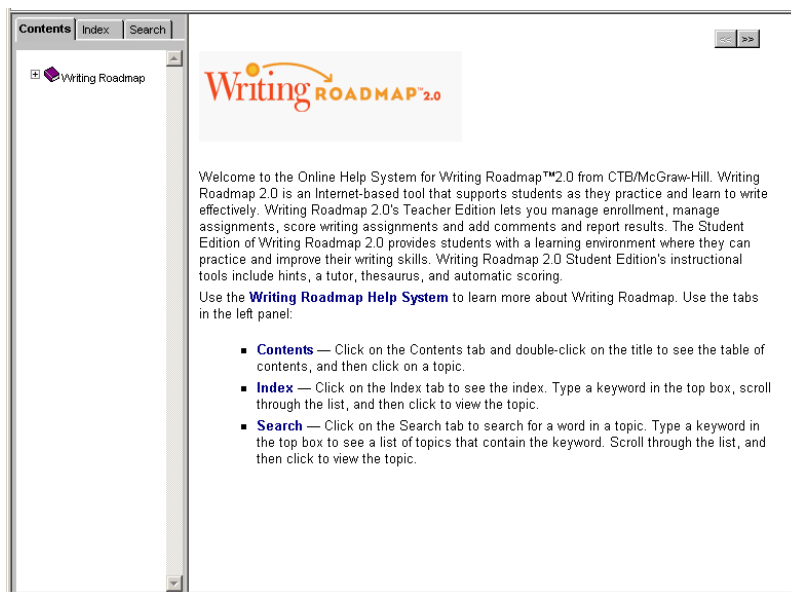 Contents Index Search
<< >>
Writing Roadmap
Writing ROADMAP™2.0
Welcome to the Online Help System for Writing Roadmap™2.0 from CTB/McGraw-Hill. Writing
Roadmap 2.0 is an Internet-based tool that supports students as they practice and learn to write
effectively. Writing Roadmap 2.0's Teacher Edition lets you manage enrollment, manage
assignments, score writing assignments and add comments and report results. The Student
Edition of Writing Roadmap 2.0 provides students with a learning environment where they can
practice and improve their writing skills. Writing Roadmap 2.0 Student Edition's instructional
tools include hints, a tutor, thesaurus, and automatic scoring.
Use the Writing Roadmap Help System to learn more about Writing Roadmap. Use the tabs
in the left panel:
▪ Contents — Click on the Contents tab and double-click on the title to see the table of
contents, and then click on a topic.
▪ Index — Click on the Index tab to see the index. Type a keyword in the top box, scroll
through the list, and then click to view the topic.
▪ Search — Click on the Search tab to search for a word in a topic. Type a keyword in
the top box to see a list of topics that contain the keyword. Scroll through the list, and
then click to view the topic.